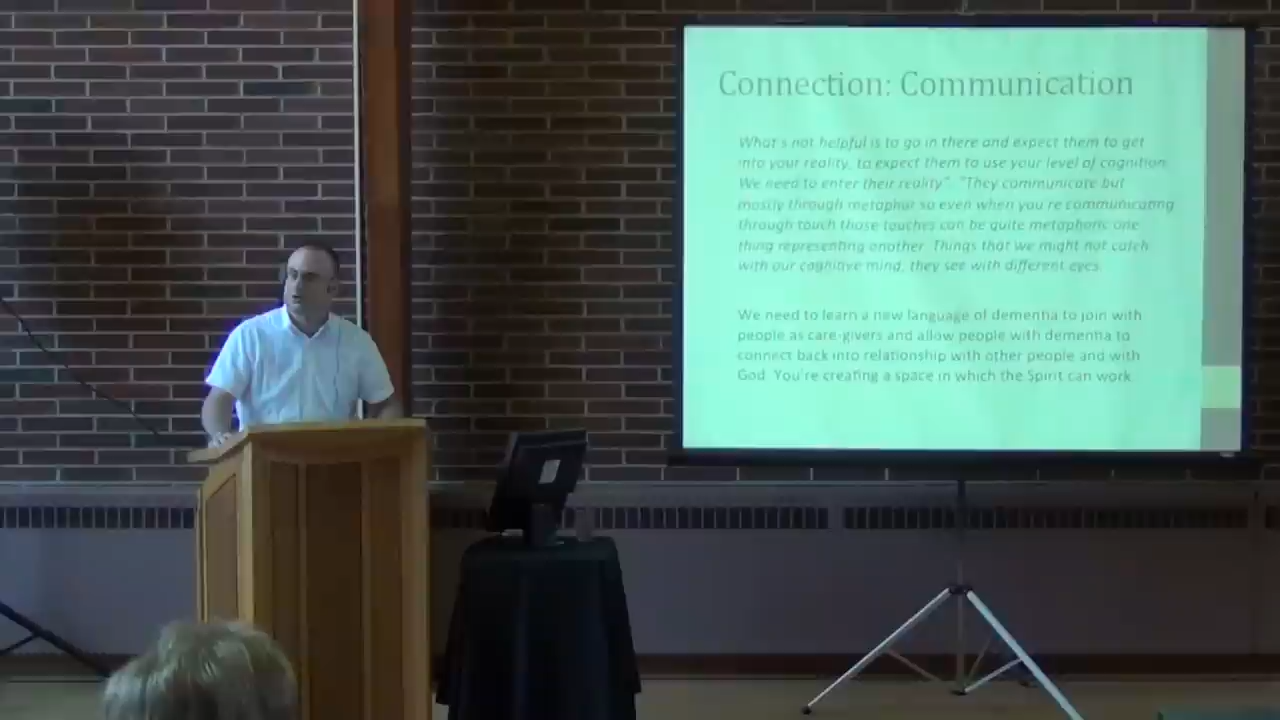 Connection: Communication
What's not helpful is to go in there and expect them to get
into your reality, to expect them to use your level of cognition.
We need to enter their reality". "They communicate but
mostly through metaphor so even when you're communicating
through touch those touches can be quite metaphoric one
thing representing another. Things that we might not catch
with our cognitive mind, they see with different eyes.
We need to learn a new language of dementia to join with
people as care-givers and allow people with dementia to
connect back into relationship with other people and with
God. You're creating a space in which the Spirit can work.